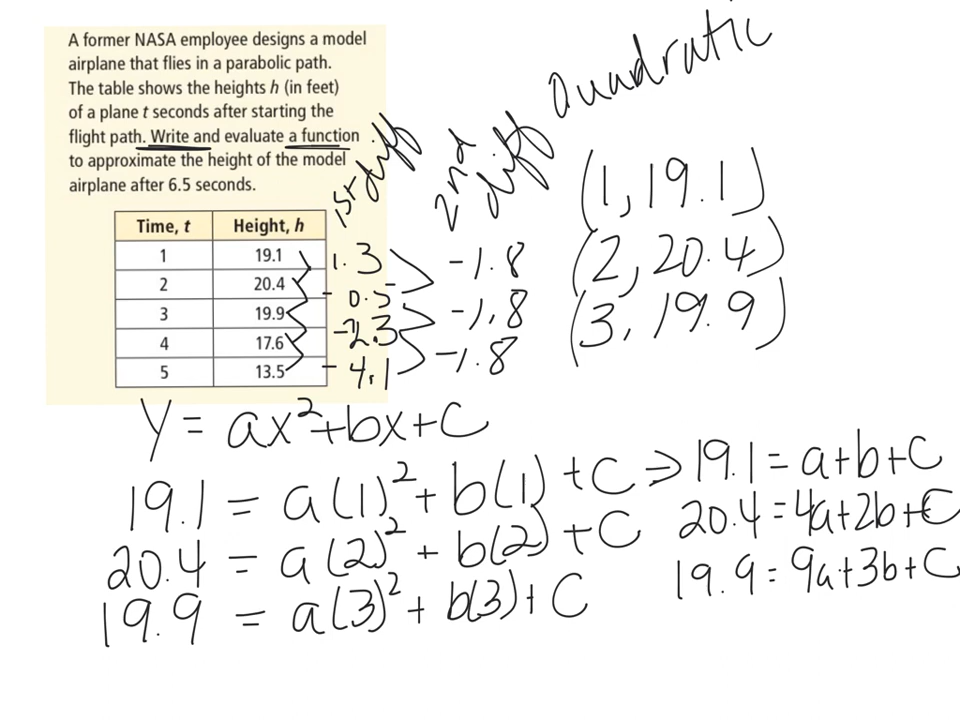 A former NASA employee designs a model
airplane that flies in a parabolic path.
The table shows the heights h (in feet)
of a plane t seconds after starting the
flight path. Write and evaluate a function
to approximate the height of the model
airplane after 6.5 seconds.
Time, t Height, h
1 19.1
2 20.4
3 19.9
4 17.6
5 13.5
1st diff
1.3
- 0.5
-2.3
- 4.1
2nd diff
-1.8
-1.8
-1.8
Quadratic
(1, 19.1)
(2, 20.4)
(3, 19.9)
y = ax²+bx+c
19.1 = a(1)² + b(1) + c ⇒ 19.1 = a+b+c
20.4 = a(2)² + b(2) + c 20.4 = 4a+2b+c
19.9 = a(3)² + b(3) + c 19.9 = 9a+3b+c